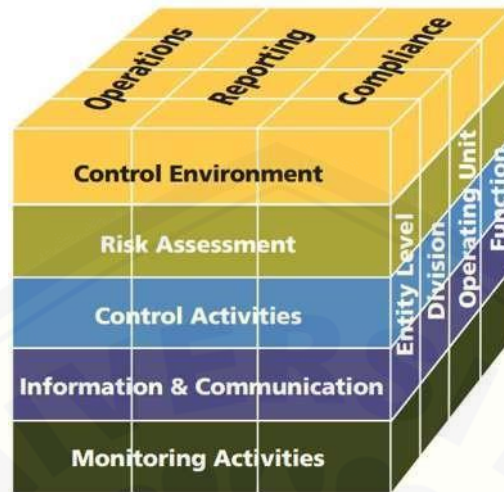 Operations
Reporting
Compliance
Control Environment
Risk Assessment
Control Activities
Information & Communication
Monitoring Activities
Entity Level
Division
Operating Unit
Function